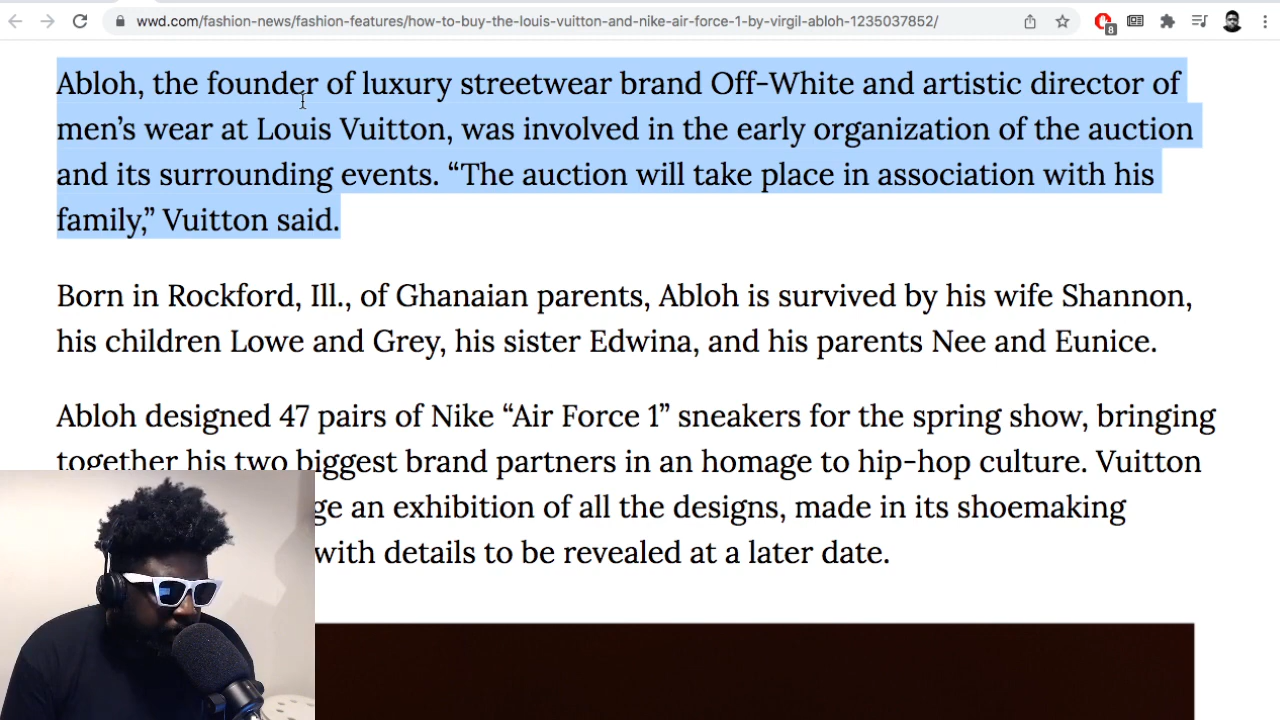 wwd.com/fashion-news/fashion-features/how-to-buy-the-louis-vuitton-and-nike-air-force-1-by-virgil-abloh-1235037852/
8
Abloh, the founder of luxury streetwear brand Off-White and artistic director of
men’s wear at Louis Vuitton, was involved in the early organization of the auction
and its surrounding events. “The auction will take place in association with his
family,” Vuitton said.
Born in Rockford, Ill., of Ghanaian parents, Abloh is survived by his wife Shannon,
his children Lowe and Grey, his sister Edwina, and his parents Nee and Eunice.
Abloh designed 47 pairs of Nike “Air Force 1” sneakers for the spring show, bringing
together his two biggest brand partners in an homage to hip-hop culture. Vuitton
an exhibition of all the designs, made in its shoemaking
with details to be revealed at a later date.